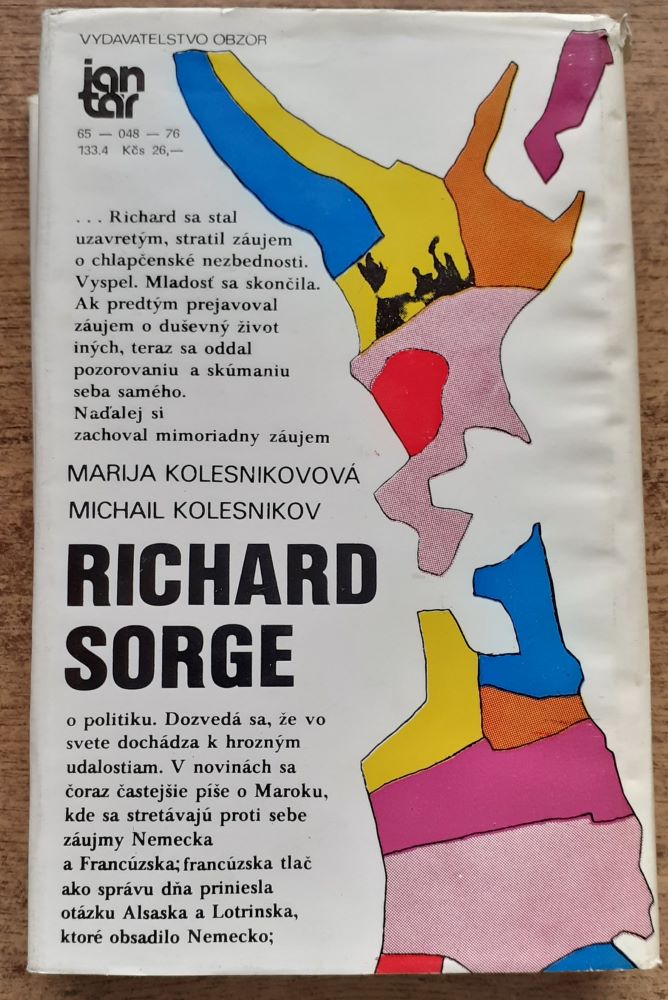 VYDAVATELSTVO OBZOR
jan
tár
65 — 048 — 76
133.4 Kčs 26,—
. . . Richard sa stal
uzavretým, stratil záujem
o chlapčenské nezbednosti.
Vyspel. Mladosť sa skončila.
Ak predtým prejavoval
záujem o duševný život
iných, teraz sa oddal
pozorovaniu a skúmaniu
seba samého.
Naďalej si
zachoval mimoriadny záujem
MARIJA KOLESNIKOVOVÁ
MICHAIL KOLESNIKOV
RICHARD
SORGE
o politiku. Dozvedá sa, že vo
svete dochádza k hrozným
udalostiam. V novinách sa
čoraz častejšie píše o Maroku,
kde sa stretávajú proti sebe
záujmy Nemecka
a Francúzska; francúzska tlač
ako správu dňa priniesla
otázku Alsaska a Lotrinska,
ktoré obsadilo Nemecko;